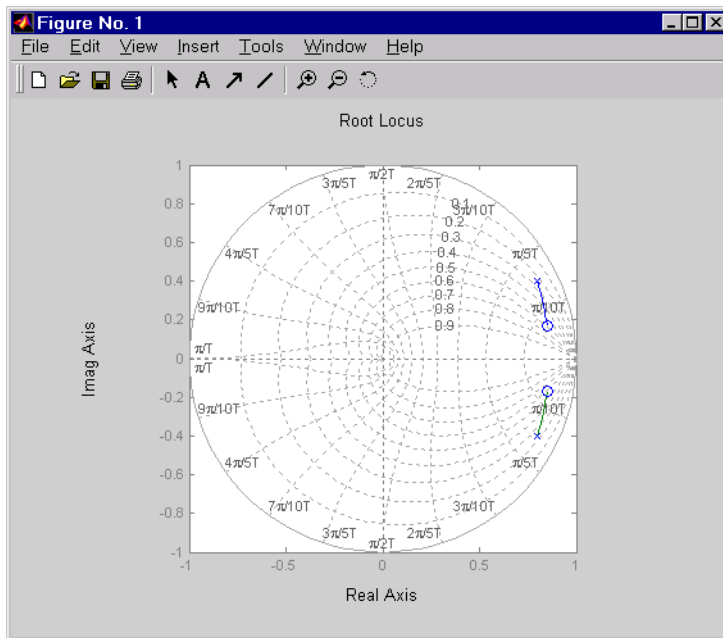 Figure No. 1
File Edit View Insert Tools Window Help
A
Root Locus
1
0.8
0.6
0.4
0.2
0
-0.2
-0.4
-0.6
-0.8
-1
Imag Axis
π/2T
3π/5T 2π/5T
0.1
7π/10T 3π/10T
0.2
0.3
4π/5T 0.4 π/5T
0.5
0.6
0.7
9π/10T 0.8 π/10T
0.9
π/T
π/T
9π/10T π/10T
4π/5T π/5T
7π/10T 3π/10T
3π/5T 2π/5T
π/2T
-1 -0.5 0 0.5 1
Real Axis